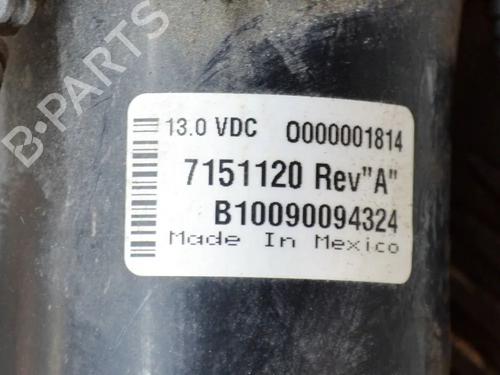 B-PARTS
13.0 VDC O000001814
7151120 Rev"A"
B10090094324
Made In Mexico